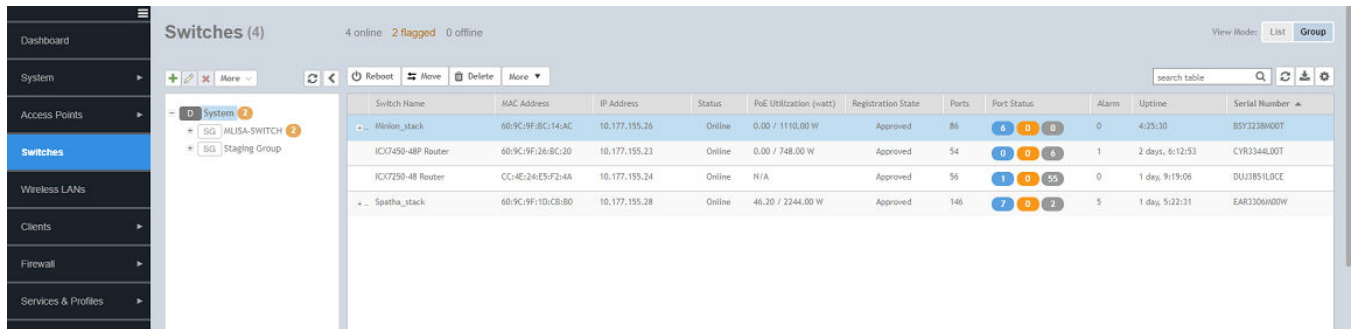 Dashboard
System
Access Points
Switches
Wireless LANs
Clients
Firewall
Services & Profiles
Switches (4)
4 online 2 flagged 0 offline
View Mode: List Group
More
Reboot Move Delete More
search table
D System 2
SG MLISA-SWITCH 2
SG Staging Group
Switch Name MAC Address IP Address Status PoE Utilization (watt) Registration State Ports Port Status Alarm Uptime Serial Number
Minion_stack 60:9C:9F:BC:14:AC 10.177.155.26 Online 0.00 / 1110.00 W Approved 86 6 0 0 0 4:25:30 BSY3238M00T
ICX7450-48P Router 60:9C:9F:26:BC:20 10.177.155.23 Online 0.00 / 748.00 W Approved 54 0 0 6 1 2 days, 6:12:53 CYR3344L00T
ICX7250-48 Router CC:4E:24:E5:F2:4A 10.177.155.24 Online N/A Approved 56 1 0 55 0 1 day, 9:19:06 DUJ3851L0CE
Spatha_stack 60:9C:9F:1D:CB:B0 10.177.155.28 Online 46.20 / 2244.00 W Approved 146 7 0 2 5 1 day, 5:22:31 EAR3306M00W